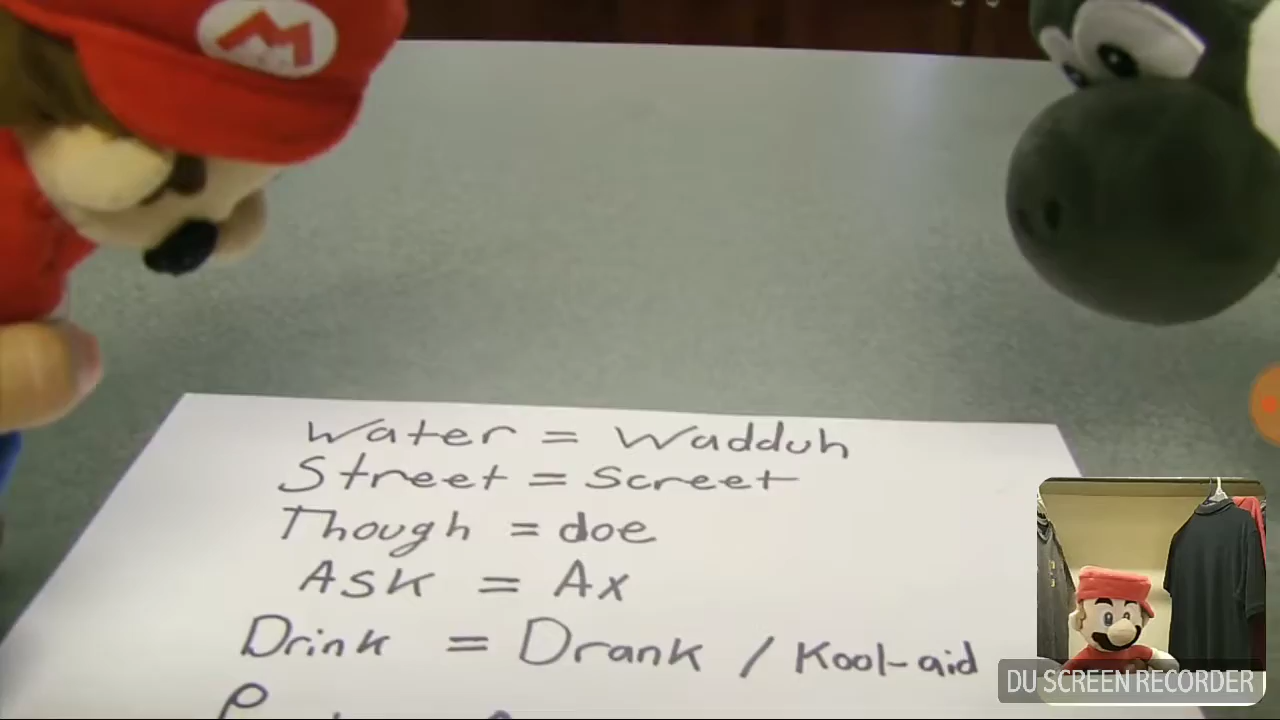 M
Water = Wadduh
Street = Screet
Though = doe
Ask = Ax
Drink = Drank / Kool-aid
DU SCREEN RECORDER